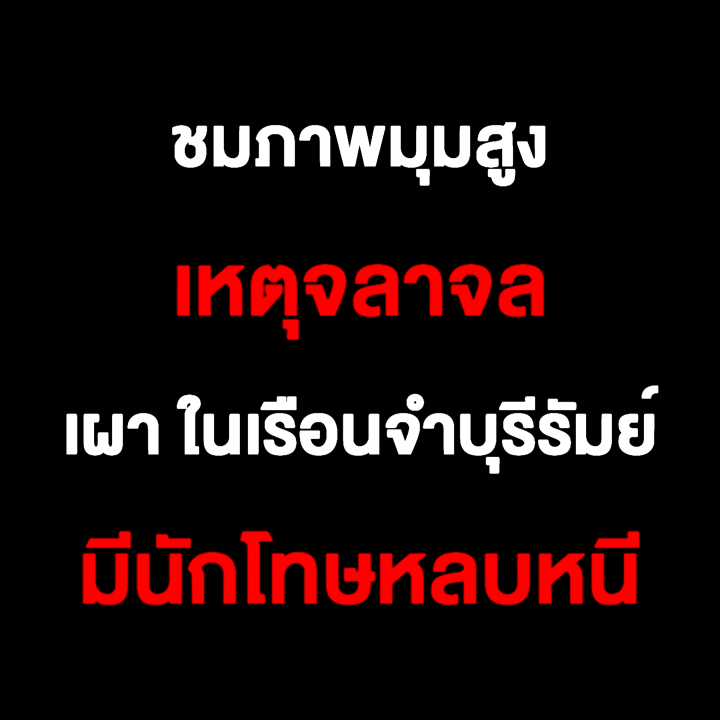 ชมภาพมุมสูง
เหตุจลาจล
เผา ในเรือนจำบุรีรัมย์
มีนักโทษหลบหนี